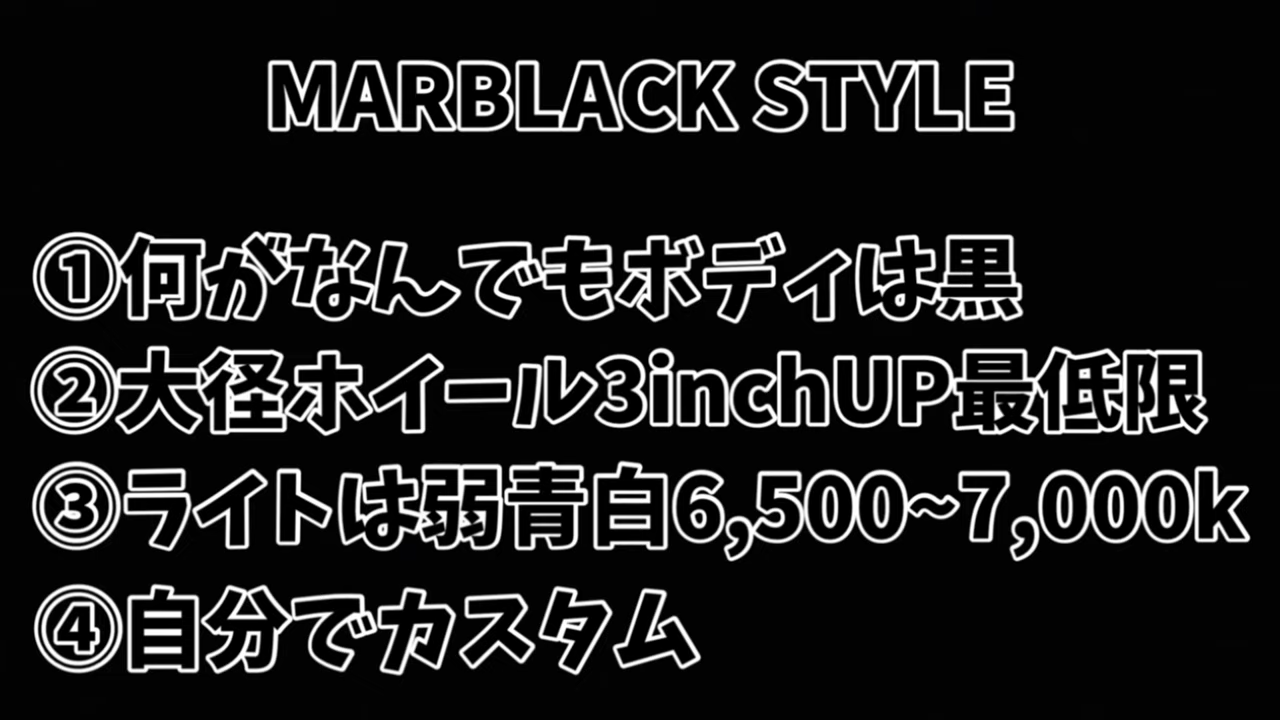 MARBLACK STYLE
①何がなんでもボディは黒
②大径ホイール3inchUP最低限
③ライトは弱青白6,500~7,000k
④自分でカスタム